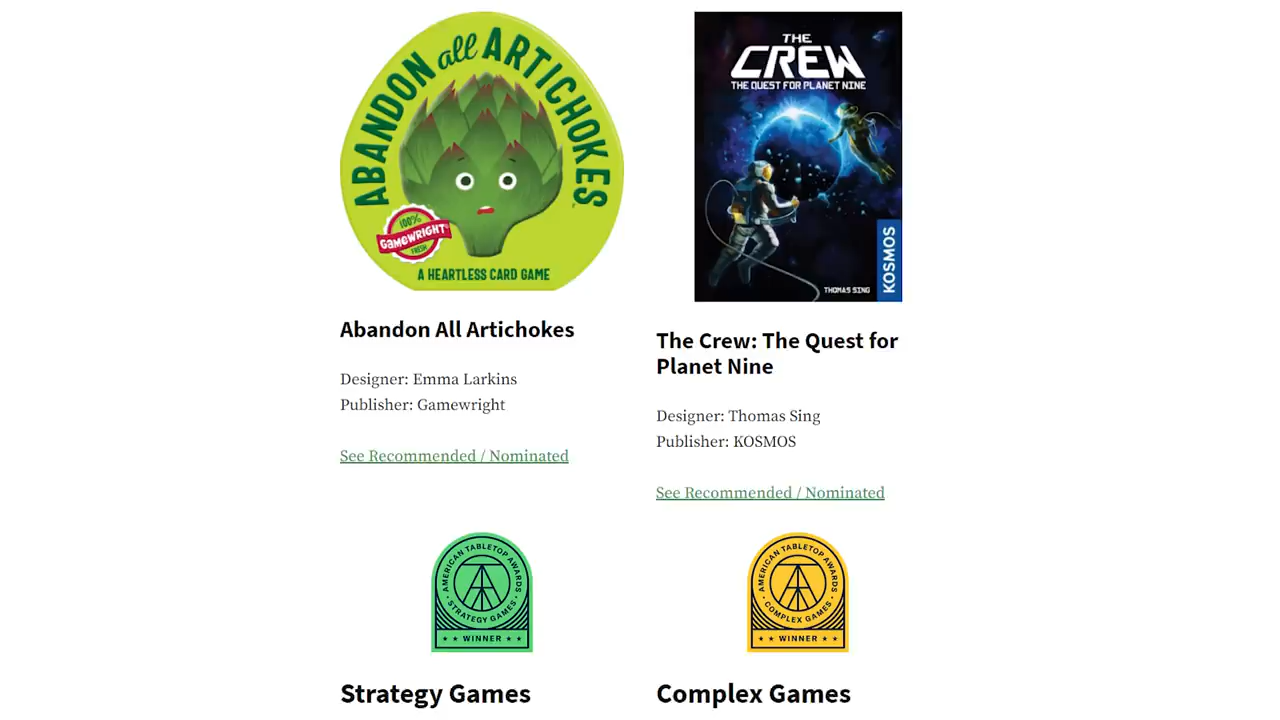 ABANDON all ARTICHOKES
100%
GAMEWRIGHT
FRESH
A HEARTLESS CARD GAME
Abandon All Artichokes
Designer: Emma Larkins
Publisher: Gamewright
See Recommended / Nominated
AMERICAN TABLETOP AWARDS
STRATEGY GAMES
★ ★ WINNER ★ ★
Strategy Games
THE
CREW
THE QUEST FOR PLANET NINE
THOMAS SING
KOSMOS
The Crew: The Quest for
Planet Nine
Designer: Thomas Sing
Publisher: KOSMOS
See Recommended / Nominated
AMERICAN TABLETOP AWARDS
COMPLEX GAMES
★ ★ WINNER ★ ★
Complex Games